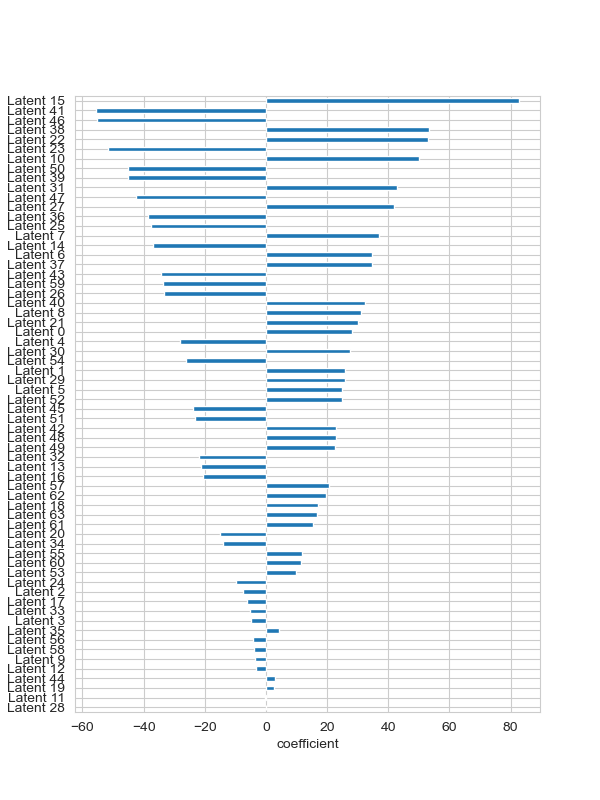 Latent 15
Latent 41
Latent 46
Latent 38
Latent 22
Latent 23
Latent 10
Latent 50
Latent 39
Latent 31
Latent 47
Latent 27
Latent 36
Latent 25
Latent 7
Latent 14
Latent 6
Latent 37
Latent 43
Latent 59
Latent 26
Latent 40
Latent 8
Latent 21
Latent 0
Latent 4
Latent 30
Latent 54
Latent 1
Latent 29
Latent 5
Latent 52
Latent 45
Latent 51
Latent 42
Latent 48
Latent 49
Latent 32
Latent 13
Latent 16
Latent 57
Latent 62
Latent 18
Latent 63
Latent 61
Latent 20
Latent 34
Latent 55
Latent 60
Latent 53
Latent 24
Latent 2
Latent 17
Latent 33
Latent 3
Latent 35
Latent 56
Latent 58
Latent 9
Latent 12
Latent 44
Latent 19
Latent 11
Latent 28
−60 −40 −20 0 20 40 60 80
coefficient